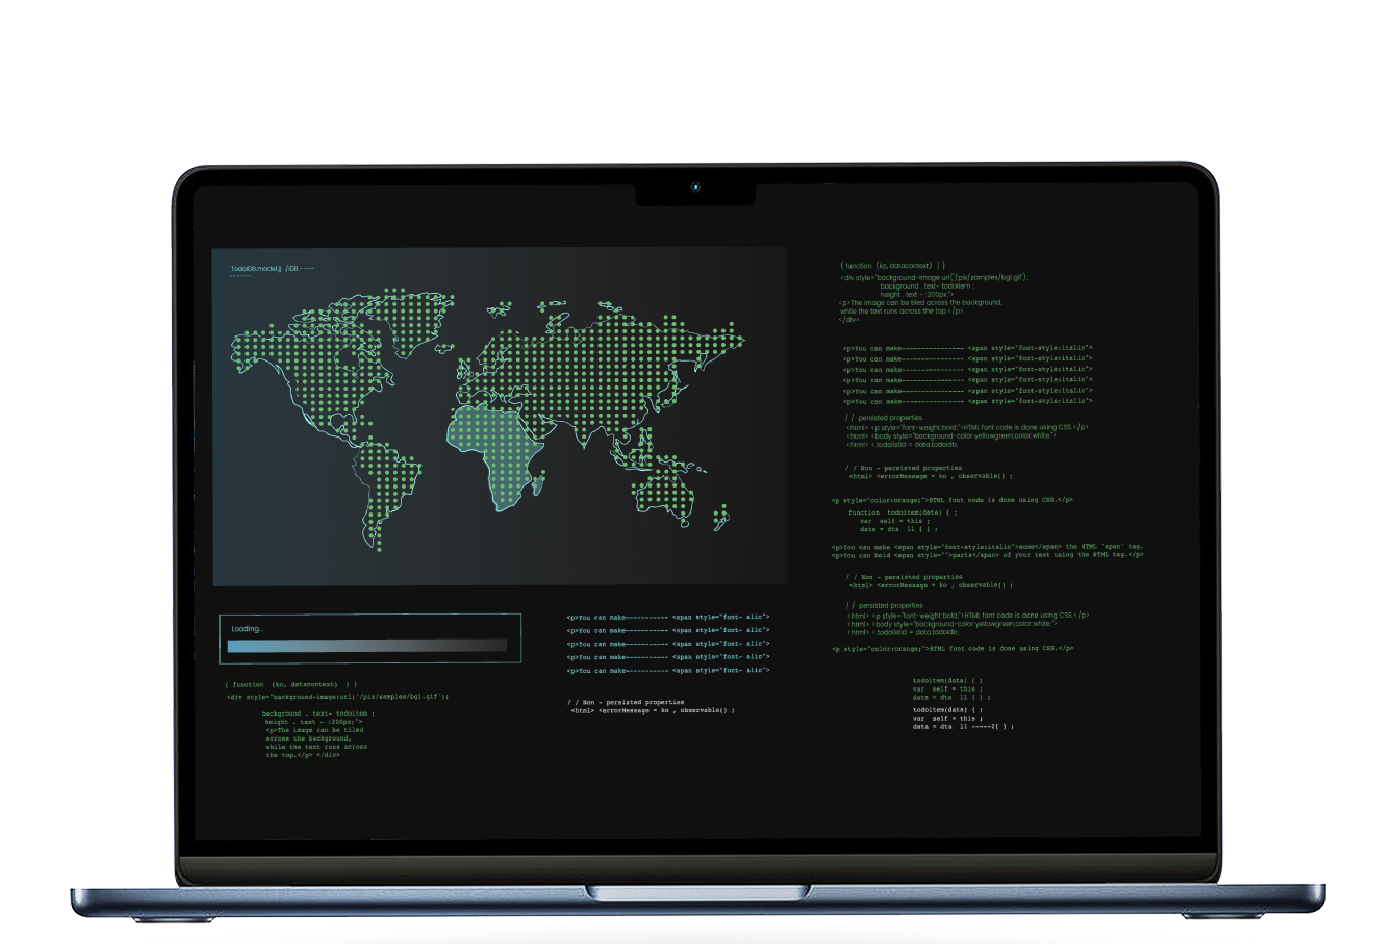 TodoIDB.model.jj /IDB.----
-------.
Loading...
( function (ko, datacontext) ) }
<div style="background-image:url('/pix/samples/bg1.gif');
background . text- todoitem ;
height . text - :200px;">
<p>The image can be tiled
across the background,
while the text runs across
the top.</p> </div>
<p>You can make----------- <span style="font- alic">
<p>You can make----------- <span style="font- alic">
<p>You can make----------- <span style="font- alic">
<p>You can make----------- <span style="font- alic">
<p>You can make----------- <span style="font- alic">
/ / Non - persisted properties
<html> <errorMessage = ko , observable() ;
( function (ko, datacontext) } )
<div style="background-image:url('/pix/samples/bg1.gif');
background . text- todoitem ;
height . text - :200px;">
<p>The image can be tiled across the background,
while the text runs across the top.</p>
</div>
<p>You can make---------------- <span style="font-style:italic">
<p>You can make---------------- <span style="font-style:italic">
<p>You can make---------------- <span style="font-style:italic">
<p>You can make---------------- <span style="font-style:italic">
<p>You can make---------------- <span style="font-style:italic">
<p>You can make---------------- <span style="font-style:italic">
/ / persisted properties
<html> <p style="font-weight:bold;">HTML font code is done using CSS.</p>
<html> <body style="background-color:yellowgreen;color:white;">
<html> <.todolistid = data.todoidb;
/ / Non - persisted properties
<html> <errorMessage = ko , observable() ;
<p style="color:orange;">HTML font code is done using CSS.</p>
function todoitem(data) { ;
var self = this ;
data = dta ll { } ;
<p>You can make <span style="font-style:italic">some</span> the HTML 'span' tag.
<p>You can bold <span style="">parts</span> of your text using the HTML tag.</p>
/ / Non - persisted properties
<html> <errorMessage = ko , observable() ;
/ / persisted properties
<html> <p style="font-weight:bold;">HTML font code is done using CSS.</p>
<html> <body style="background-color:yellowgreen;color:white;">
<html> <.todolistid = data.todoidb;
<p style="color:orange;">HTML font code is done using CSS.</p>
todoitem(data) { ;
var self = this ;
data = dta ll { } ;
todoitem(data) { ;
var self = this ;
data = dta ll -----2{ } ;